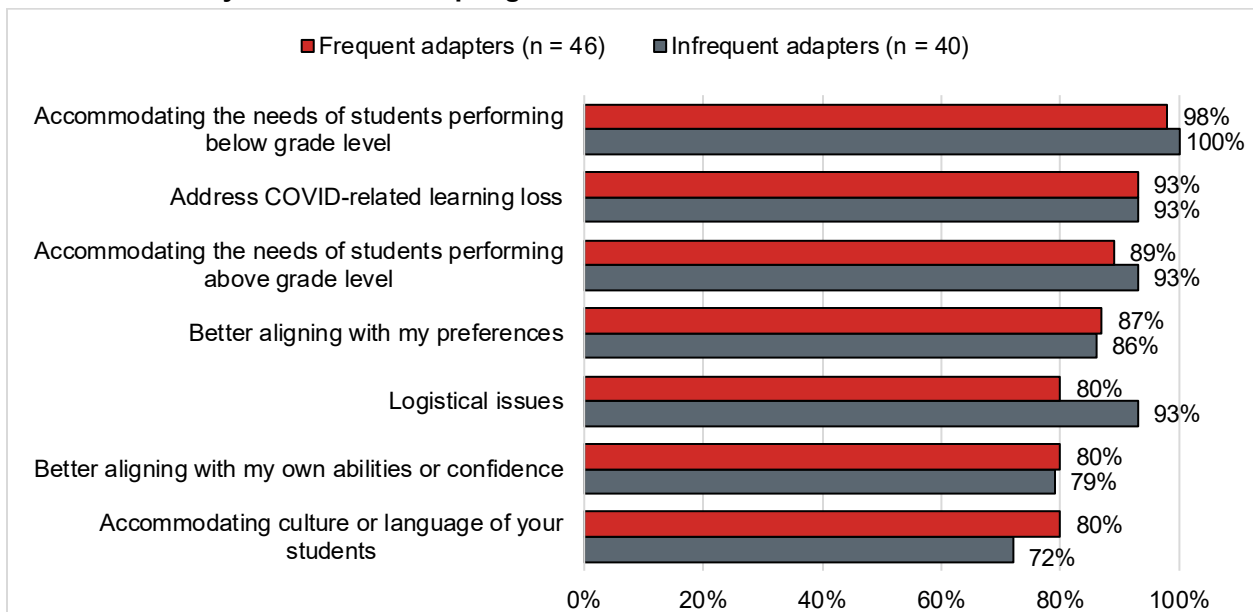 Frequent adapters (n = 46) Infrequent adapters (n = 40)
Accommodating the needs of students performing
below grade level
98%
100%
Address COVID-related learning loss
93%
93%
Accommodating the needs of students performing
above grade level
89%
93%
Better aligning with my preferences
87%
86%
Logistical issues
80%
93%
Better aligning with my own abilities or confidence
80%
79%
Accommodating culture or language of your
students
80%
72%
0% 20% 40% 60% 80% 100%